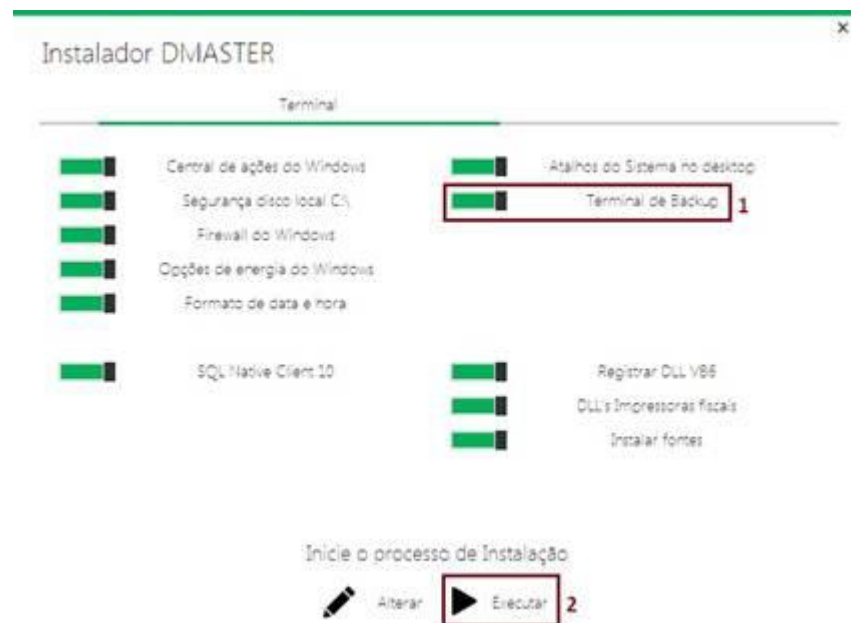 ×
Instalador DMASTER
Terminal
Central de ações do Windows
Segurança disco local C:\
Firewall do Windows
Opções de energia do Windows
Formato de data e hora
SQL Native Client 10
Atalhos do Sistema no desktop
Terminal de Backup 1
Registrar DLL VB6
DLL's Impressoras fiscais
Instalar fontes
Inicie o processo de Instalação
Alterar
Executar 2